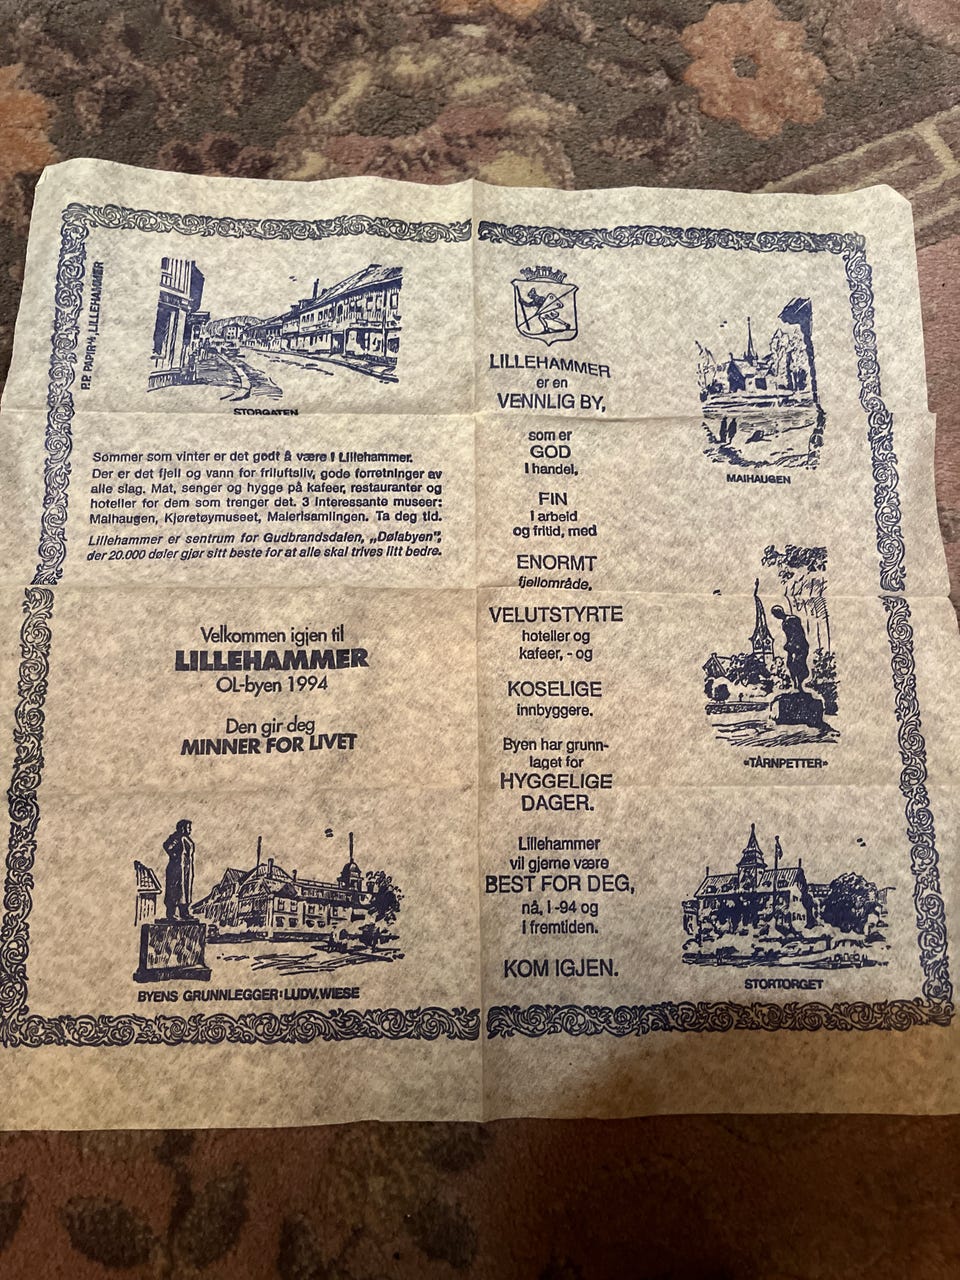 P.P. PAPIR ½, LILLEHAMMER
STORGATEN
Sommer som vinter er det godt å være i Lillehammer.
Der er det fjell og vann for friluftsliv, gode forretninger av
alle slag. Mat, senger og hygge på kafeer, restauranter og
hoteller for dem som trenger det. 3 interessante museer:
Maihaugen, Kjøretøymuseet, Malerisamlingen. Ta deg tid.
Lillehammer er sentrum for Gudbrandsdalen, „Dølabyen",
der 20.000 døler gjør sitt beste for at alle skal trives litt bedre.
Velkommen igjen til
LILLEHAMMER
OL-byen 1994
Den gir deg
MINNER FOR LIVET
BYENS GRUNNLEGGER: LUDV. WIESE
LILLEHAMMER
er en
VENNLIG BY,
som er
GOD
i handel,
FIN
i arbeid
og fritid, med
ENORMT
fjellområde,
VELUTSTYRTE
hoteller og
kafeer, - og
KOSELIGE
innbyggere.
Byen har grunn-
laget for
HYGGELIGE
DAGER.
Lillehammer
vil gjerne være
BEST FOR DEG,
nå, i -94 og
i fremtiden.
KOM IGJEN.
MAIHAUGEN
«TÅRNPETTER»
STORTORGET